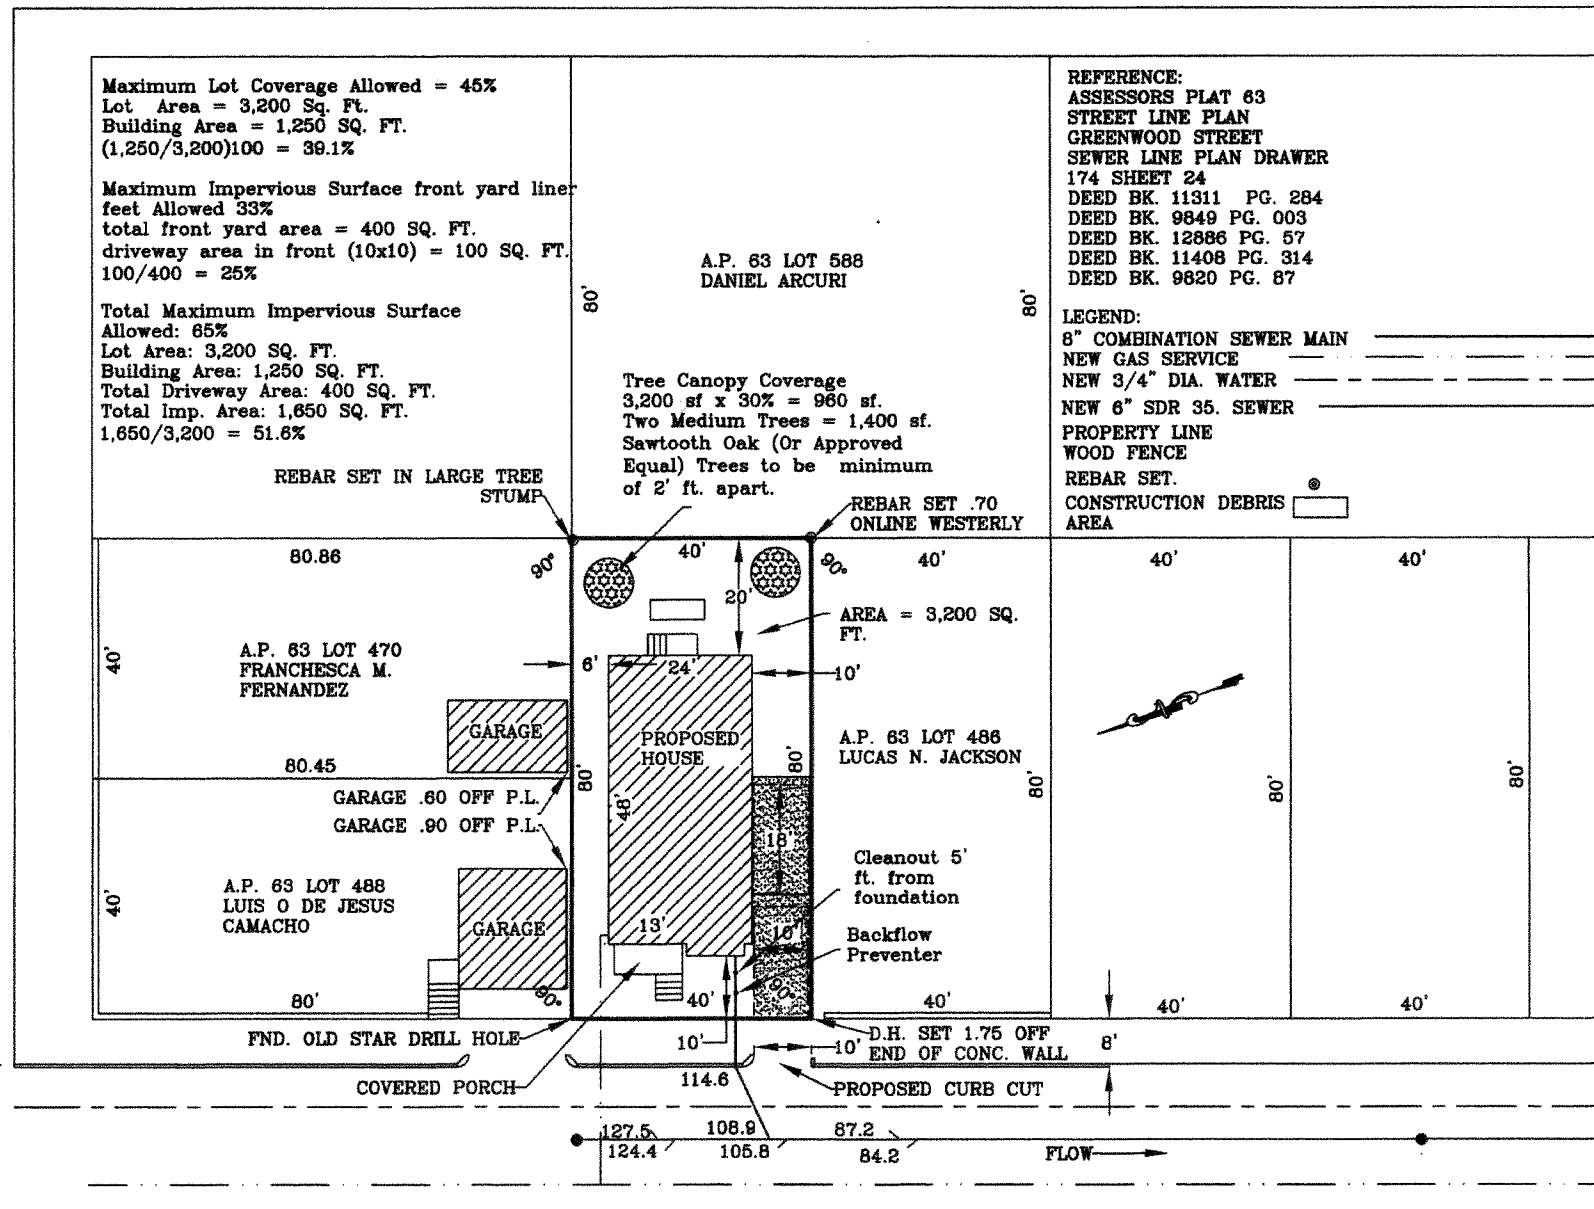 Maximum Lot Coverage Allowed = 45%
Lot Area = 3,200 Sq. Ft.
Building Area = 1,250 SQ. FT.
(1,250/3,200)100 = 39.1%
Maximum Impervious Surface front yard liner
feet Allowed 33%
total front yard area = 400 SQ. FT.
driveway area in front (10x10) = 100 SQ. FT.
100/400 = 25%
Total Maximum Impervious Surface
Allowed: 65%
Lot Area: 3,200 SQ. FT.
Building Area: 1,250 SQ. FT.
Total Driveway Area: 400 SQ. FT.
Total Imp. Area: 1,650 SQ. FT.
1,650/3,200 = 51.6%
A.P. 63 LOT 588
DANIEL ARCURI
80'
80'
REFERENCE:
ASSESSORS PLAT 63
STREET LINE PLAN
GREENWOOD STREET
SEWER LINE PLAN DRAWER
174 SHEET 24
DEED BK. 11311 PG. 284
DEED BK. 9849 PG. 003
DEED BK. 12886 PG. 57
DEED BK. 11408 PG. 314
DEED BK. 9820 PG. 87
LEGEND:
8" COMBINATION SEWER MAIN
NEW GAS SERVICE
NEW 3/4" DIA. WATER
NEW 6" SDR 35. SEWER
PROPERTY LINE
WOOD FENCE
REBAR SET.
CONSTRUCTION DEBRIS
AREA
Tree Canopy Coverage
3,200 sf x 30% = 960 sf.
Two Medium Trees = 1,400 sf.
Sawtooth Oak (Or Approved
Equal) Trees to be minimum
of 2' ft. apart.
REBAR SET IN LARGE TREE
STUMP
REBAR SET .70
ONLINE WESTERLY
80.86
90°
40'
90°
40'
40'
40'
20'
AREA = 3,200 SQ.
FT.
40'
A.P. 63 LOT 470
FRANCHESCA M.
FERNANDEZ
6'
24'
10'
GARAGE
PROPOSED
HOUSE
A.P. 63 LOT 486
LUCAS N. JACKSON
N
80.45
80'
80'
80'
80'
80'
GARAGE .60 OFF P.L.
GARAGE .90 OFF P.L.
48'
18'
Cleanout 5'
ft. from
foundation
A.P. 63 LOT 488
LUIS O DE JESUS
CAMACHO
40'
GARAGE
13'
10'
Backflow
Preventer
80'
90°
40'
90°
40'
40'
40'
FND. OLD STAR DRILL HOLE
10'
10'
D.H. SET 1.75 OFF
END OF CONC. WALL
8'
COVERED PORCH
114.6
PROPOSED CURB CUT
127.5
108.9
87.2
124.4
105.8
84.2
FLOW